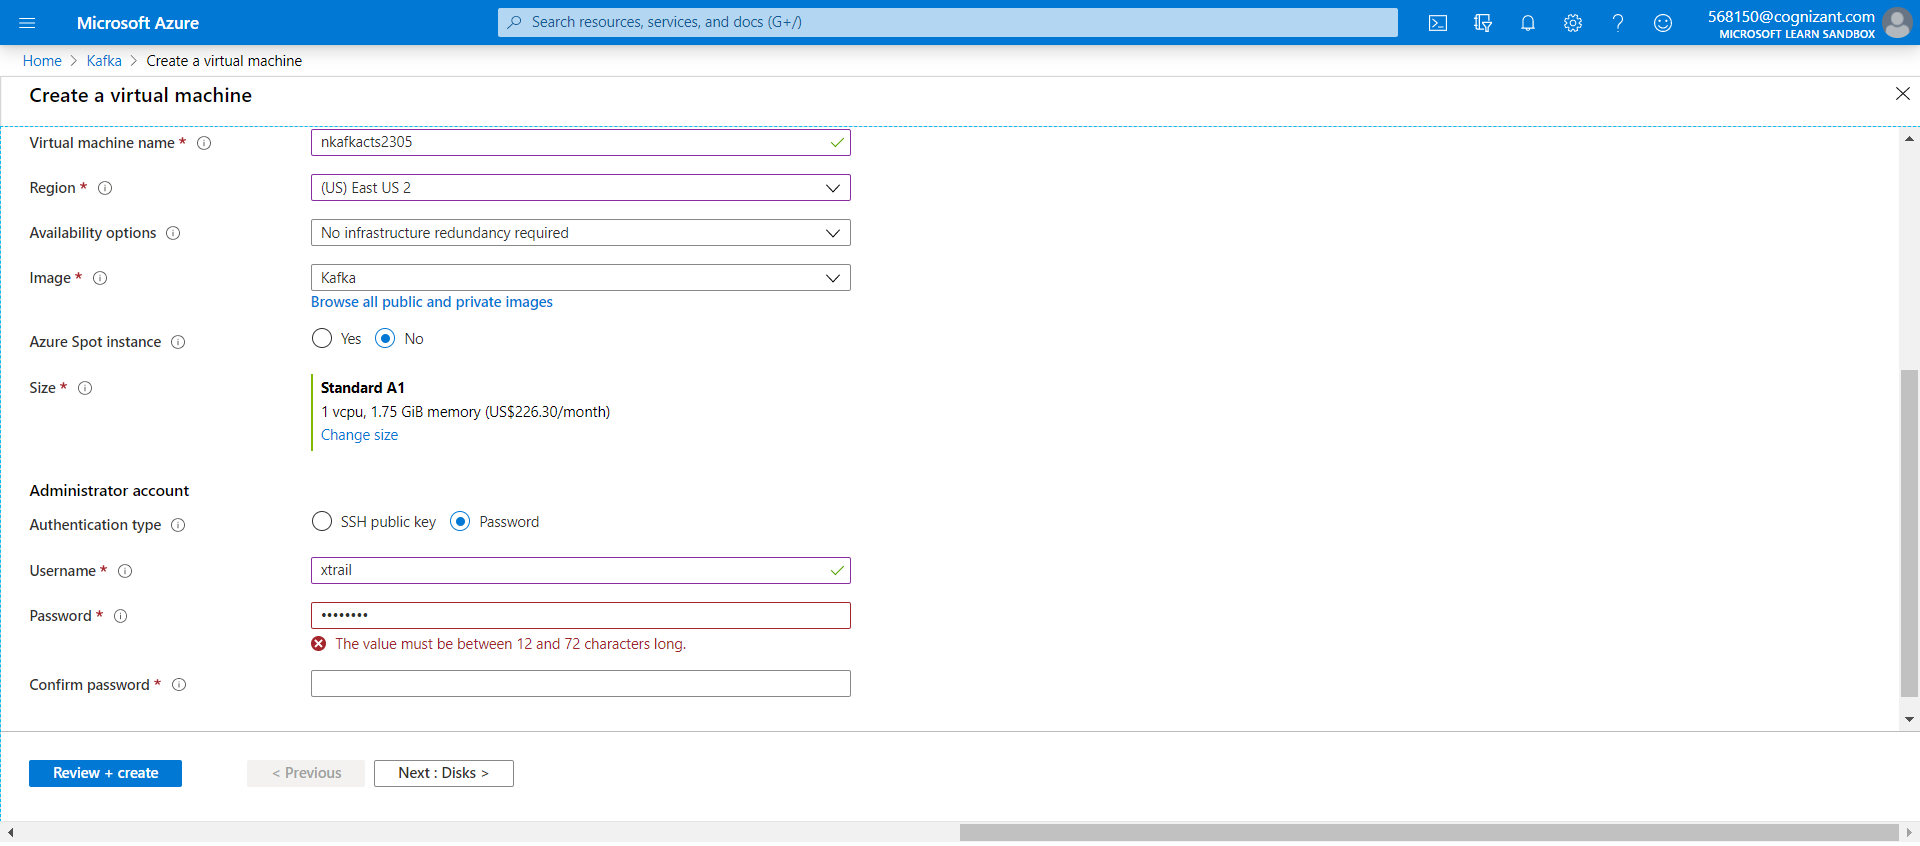 Microsoft Azure
Search resources, services, and docs (G+/)
568150@cognizant.com
MICROSOFT LEARN SANDBOX
Home > Kafka > Create a virtual machine
Create a virtual machine
Virtual machine name * nkafkacts2305
Region * (US) East US 2
Availability options No infrastructure redundancy required
Image * Kafka
Browse all public and private images
Azure Spot instance Yes No
Size * Standard A1
1 vcpu, 1.75 GiB memory (US$226.30/month)
Change size
Administrator account
Authentication type SSH public key Password
Username * xtrail
Password * ••••••••
The value must be between 12 and 72 characters long.
Confirm password *
Review + create < Previous Next : Disks >